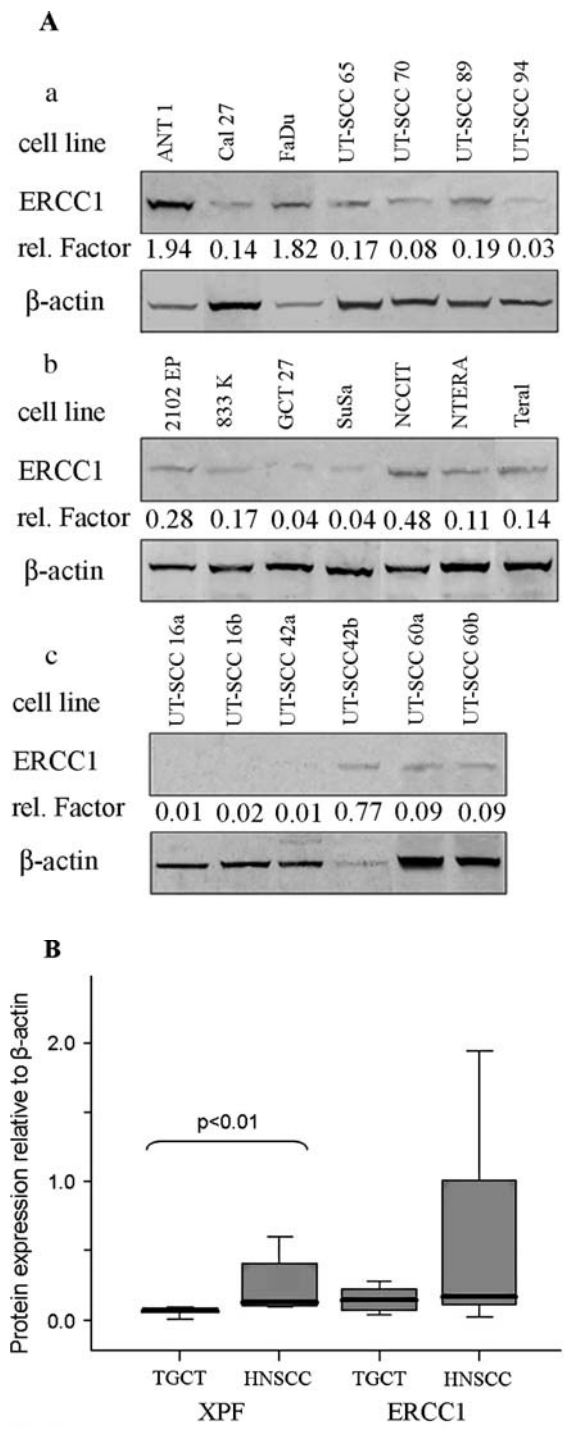 A
a
cell line
ANT 1
Cal 27
FaDu
UT-SCC 65
UT-SCC 70
UT-SCC 89
UT-SCC 94
ERCC1
rel. Factor 1.94 0.14 1.82 0.17 0.08 0.19 0.03
β-actin
b
cell line
2102 EP
833 K
GCT 27
SuSa
NCCIT
NTERA
Teral
ERCC1
rel. Factor 0.28 0.17 0.04 0.04 0.48 0.11 0.14
β-actin
c
cell line
UT-SCC 16a
UT-SCC 16b
UT-SCC 42a
UT-SCC42b
UT-SCC 60a
UT-SCC 60b
ERCC1
rel. Factor 0.01 0.02 0.01 0.77 0.09 0.09
β-actin
B
Protein expression relative to β-actin
2.0
1.0
0.0
p<0.01
TGCT HNSCC TGCT HNSCC
XPF ERCC1